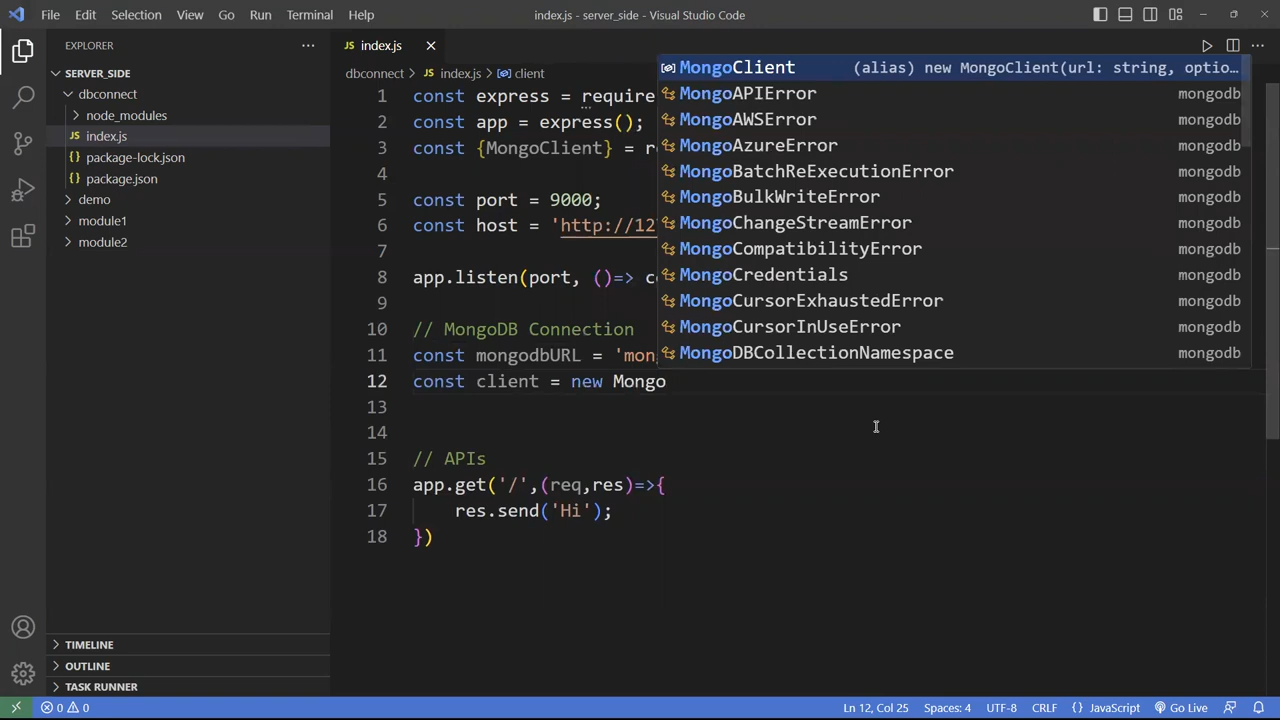 File Edit Selection View Go Run Terminal Help index.js - server_side - Visual Studio Code
EXPLORER
SERVER_SIDE
dbconnect
node_modules
JS index.js
{} package-lock.json
{} package.json
demo
module1
module2
TIMELINE
OUTLINE
TASK RUNNER
JS index.js
dbconnect > JS index.js > client
1 const express = require
2 const app = express();
3 const {MongoClient} = re
4
5 const port = 9000;
6 const host = 'http://12
7
8 app.listen(port, ()=> co
9
10 // MongoDB Connection
11 const mongodbURL = 'mon
12 const client = new Mongo
13
14
15 // APIs
16 app.get('/',(req,res)=>{
17 res.send('Hi');
18 })
MongoClient (alias) new MongoClient(url: string, optio…
MongoAPIError mongodb
MongoAWSError mongodb
MongoAzureError mongodb
MongoBatchReExecutionError mongodb
MongoBulkWriteError mongodb
MongoChangeStreamError mongodb
MongoCompatibilityError mongodb
MongoCredentials mongodb
MongoCursorExhaustedError mongodb
MongoCursorInUseError mongodb
MongoDBCollectionNamespace mongodb
0 0 Ln 12, Col 25 Spaces: 4 UTF-8 CRLF {} JavaScript Go Live